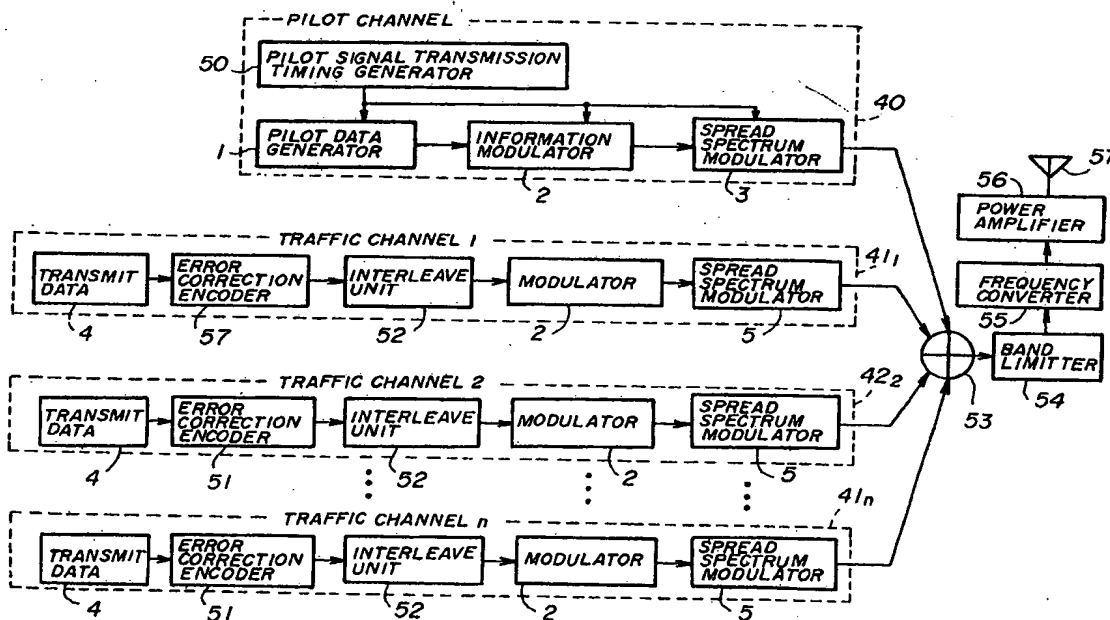 PILOT CHANNEL
50
PILOT SIGNAL TRANSMISSION
TIMING GENERATOR
40
PILOT DATA
GENERATOR
INFORMATION
MODULATOR
SPREAD
SPECTRUM
MODULATOR
1
2
3
57
56
POWER
AMPLIFIER
TRAFFIC CHANNEL 1
41₁
TRANSMIT
DATA
ERROR
CORRECTION
ENCODER
INTERLEAVE
UNIT
MODULATOR
SPREAD
SPECTRUM
MODULATOR
4
57
52
2
5
FREQUENCY
CONVERTER
55
BAND
LIMITTER
54
53
TRAFFIC CHANNEL 2
42₂
TRANSMIT
DATA
ERROR
CORRECTION
ENCODER
INTERLEAVE
UNIT
MODULATOR
SPREAD
SPECTRUM
MODULATOR
4
51
52
2
5
TRAFFIC CHANNEL n
41n
TRANSMIT
DATA
ERROR
CORRECTION
ENCODER
INTERLEAVE
UNIT
MODULATOR
SPREAD
SPECTRUM
MODULATOR
4
51
52
2
5